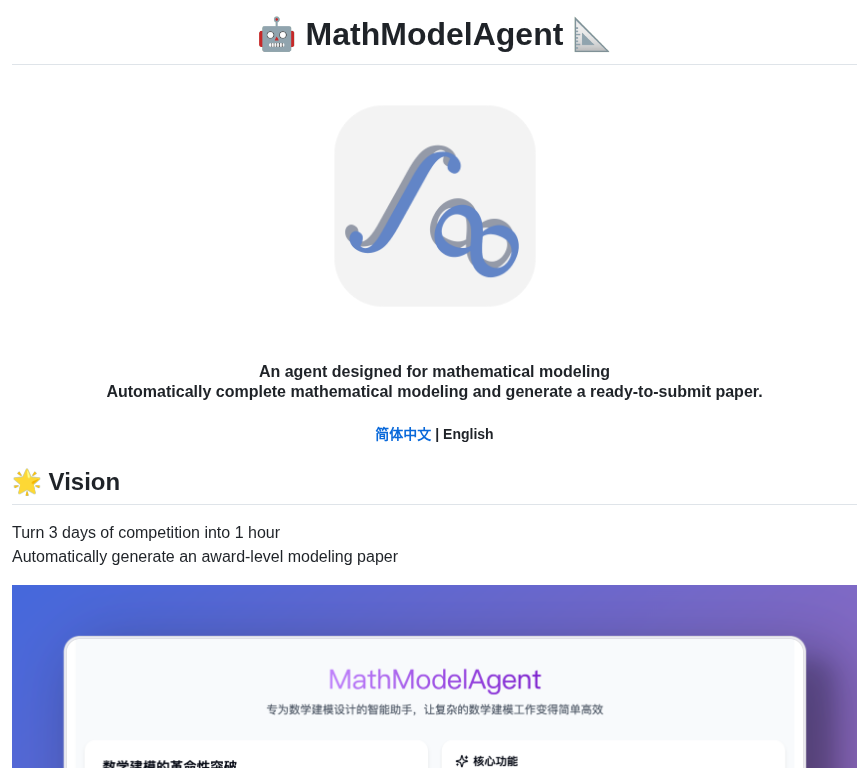 🤖 MathModelAgent 📐
An agent designed for mathematical modeling
Automatically complete mathematical modeling and generate a ready-to-submit paper.
简体中文 | English
🌟 Vision
Turn 3 days of competition into 1 hour
Automatically generate an award-level modeling paper
MathModelAgent
专为数学建模设计的智能助手，让复杂的数学建模工作变得简单高效
数学建模的革命性突破
核心功能